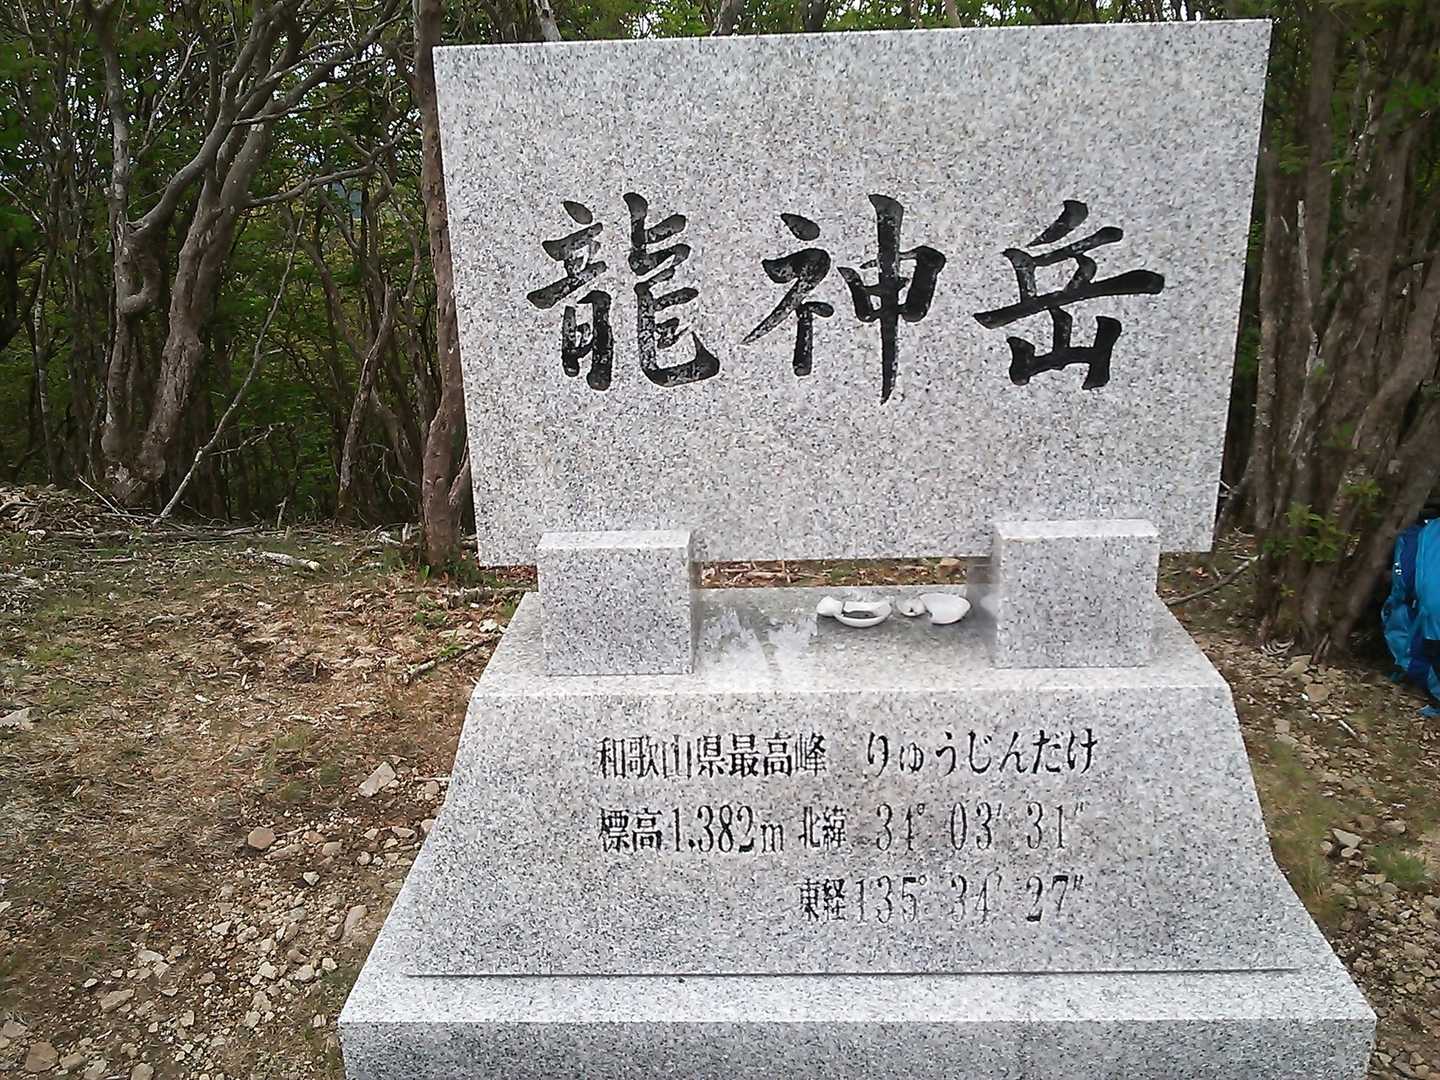 龍神岳
和歌山県最高峰　りゅうじんだけ
標高1.382m 北緯 34° 03′ 31″
東経135° 34′ 27″